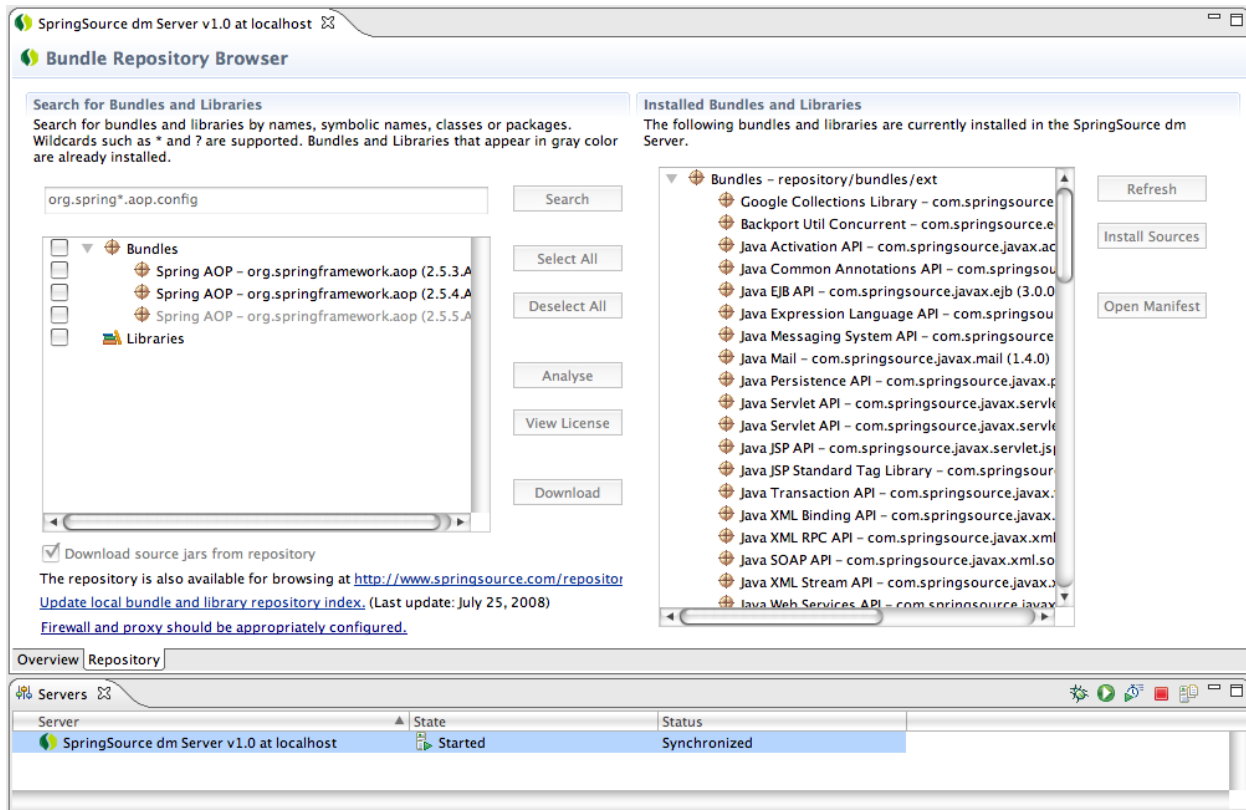 SpringSource dm Server v1.0 at localhost
Bundle Repository Browser
Search for Bundles and Libraries
Search for bundles and libraries by names, symbolic names, classes or packages.
Wildcards such as * and ? are supported. Bundles and Libraries that appear in gray color
are already installed.
org.spring*.aop.config
Search
Bundles
Spring AOP – org.springframework.aop (2.5.3.A
Spring AOP – org.springframework.aop (2.5.4.A
Spring AOP – org.springframework.aop (2.5.5.A
Libraries
Select All
Deselect All
Analyse
View License
Download
Download source jars from repository
The repository is also available for browsing at http://www.springsource.com/repositor
Update local bundle and library repository index. (Last update: July 25, 2008)
Firewall and proxy should be appropriately configured.
Installed Bundles and Libraries
The following bundles and libraries are currently installed in the SpringSource dm
Server.
Bundles – repository/bundles/ext
Google Collections Library – com.springsource
Backport Util Concurrent – com.springsource.e
Java Activation API – com.springsource.javax.ac
Java Common Annotations API – com.springsou
Java EJB API – com.springsource.javax.ejb (3.0.0
Java Expression Language API – com.springsou
Java Messaging System API – com.springsource
Java Mail – com.springsource.javax.mail (1.4.0)
Java Persistence API – com.springsource.javax.p
Java Servlet API – com.springsource.javax.servle
Java Servlet API – com.springsource.javax.servle
Java JSP API – com.springsource.javax.servlet.jsp
Java JSP Standard Tag Library – com.springsour
Java Transaction API – com.springsource.javax.
Java XML Binding API – com.springsource.javax.
Java XML RPC API – com.springsource.javax.xml
Java SOAP API – com.springsource.javax.xml.so
Java XML Stream API – com.springsource.javax.x
Java Web Services API – com.springsource.javax
Refresh
Install Sources
Open Manifest
Overview
Repository
Servers
Server State Status
SpringSource dm Server v1.0 at localhost Started Synchronized